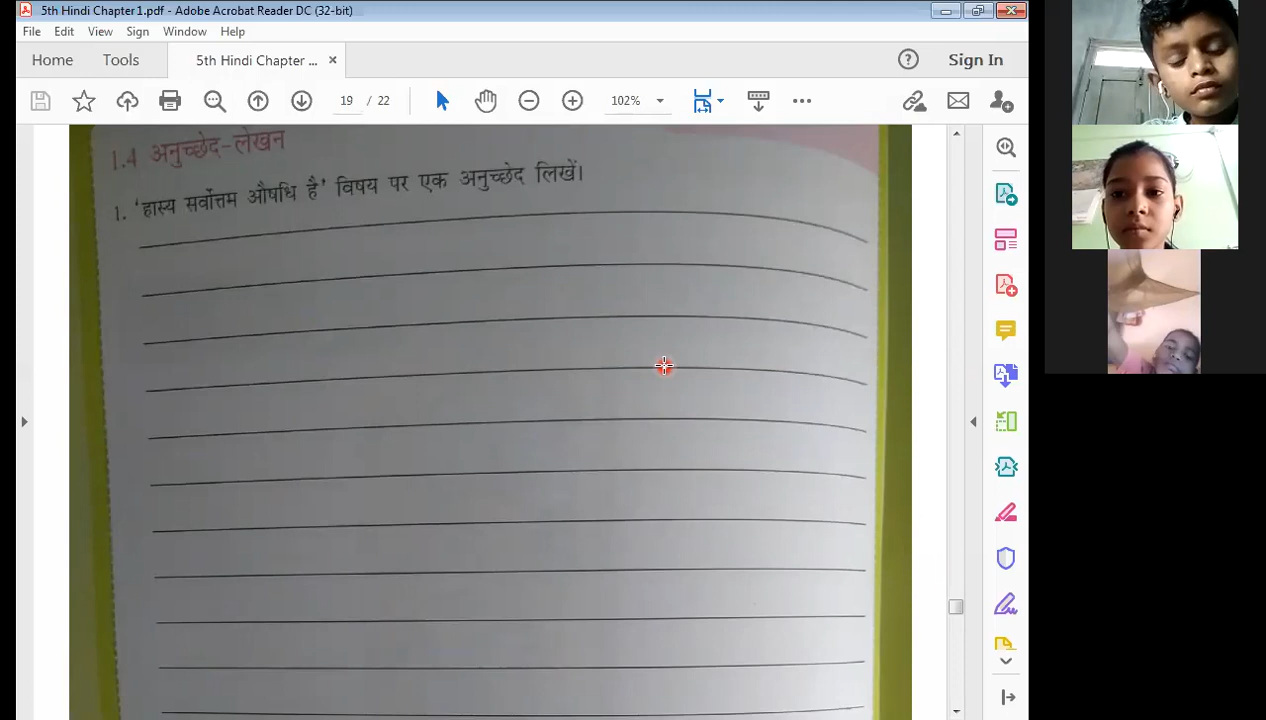 5th Hindi Chapter 1.pdf - Adobe Acrobat Reader DC (32-bit)
File Edit View Sign Window Help
Home Tools 5th Hindi Chapter ... × Sign In
19 / 22 102%
1.4 अनुच्छेद-लेखन
1. 'हास्य सर्वोत्तम औषधि है' विषय पर एक अनुच्छेद लिखें।